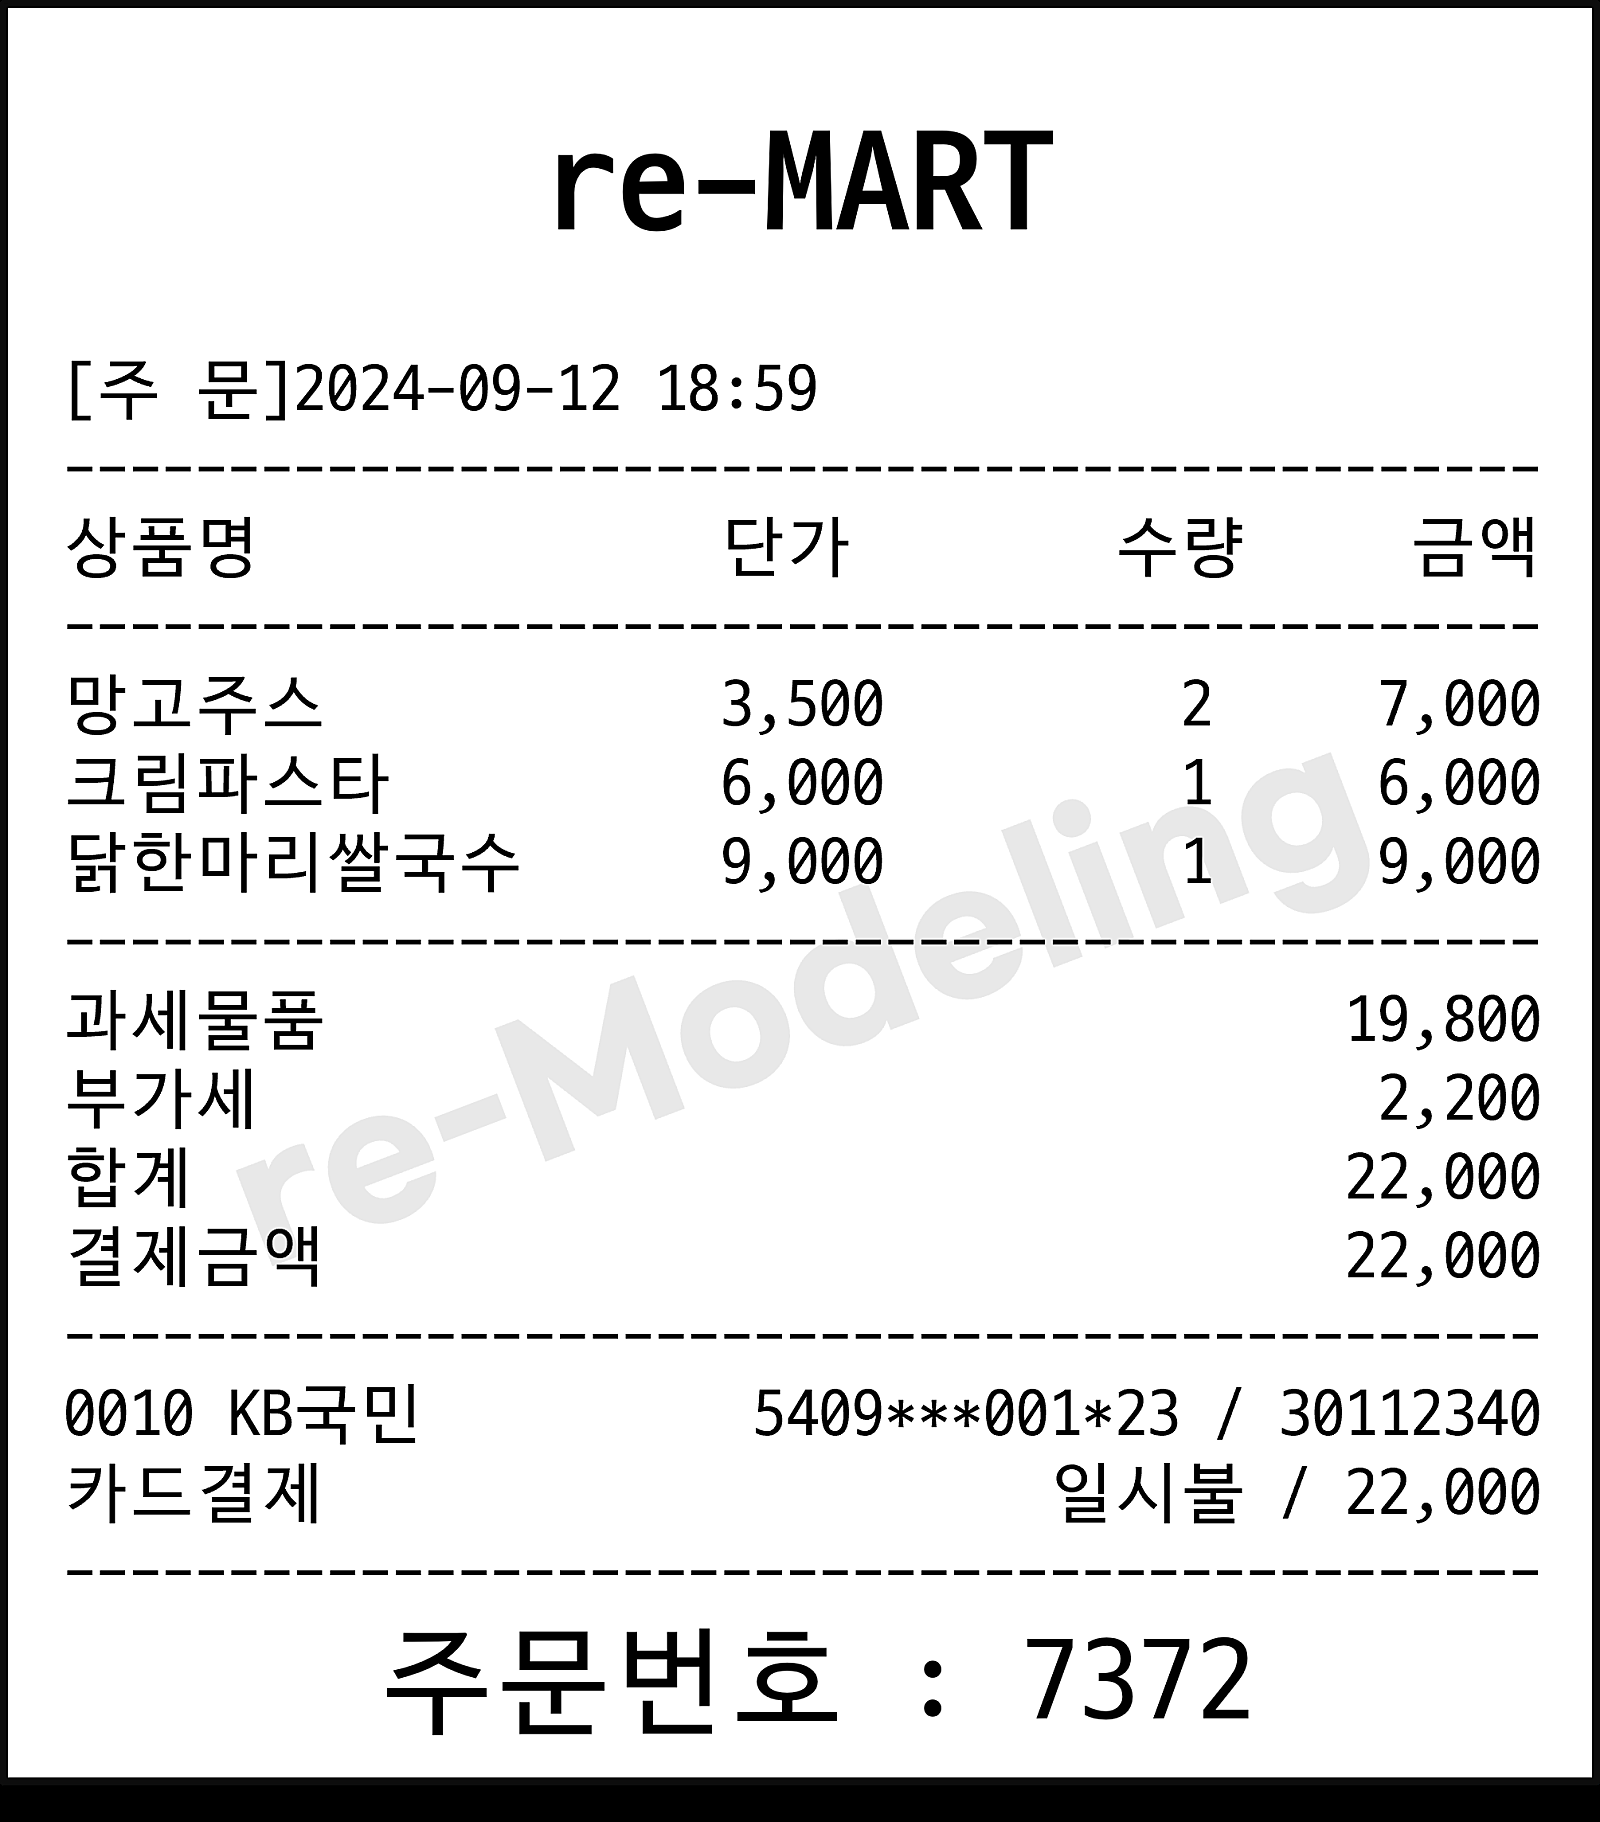 re-MART
[주 문]2024-09-12 18:59
상품명 단가 수량 금액
망고주스 3,500 2 7,000
크림파스타 6,000 1 6,000
닭한마리쌀국수 9,000 1 9,000
과세물품 19,800
부가세 2,200
합계 22,000
결제금액 22,000
0010 KB국민 5409***001*23 / 30112340
카드결제 일시불 / 22,000
주문번호 : 7372
re-Modeling